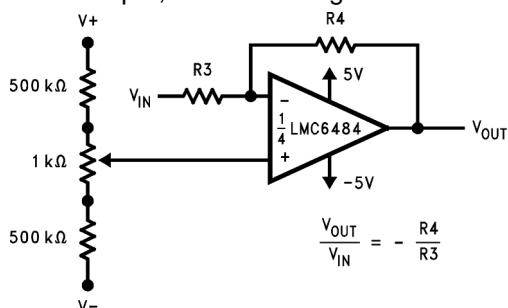 V+
500 kΩ
1 kΩ
500 kΩ
V−
R4
R3
VIN
5V
−
1/4 LMC6484
+
−5V
VOUT
VOUT/VIN = − R4/R3